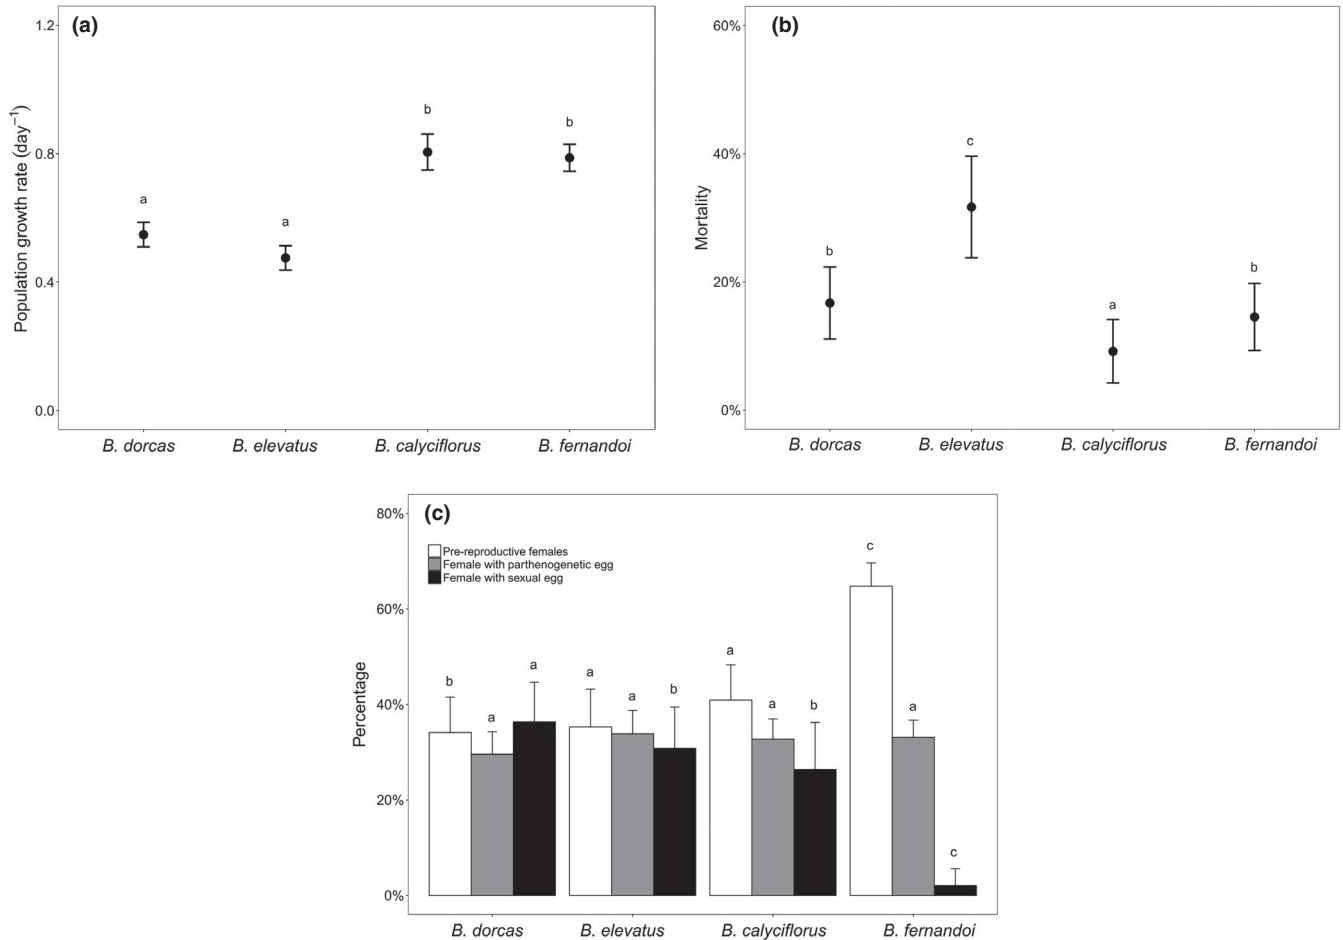 (a)
1.2
0.8
0.4
0.0
Population growth rate (day−1)
b
b
a
a
B. dorcas B. elevatus B. calyciflorus B. fernandoi
(b)
60%
40%
20%
0%
Mortality
c
b
b
a
B. dorcas B. elevatus B. calyciflorus B. fernandoi
(c)
80%
60%
40%
20%
0%
Percentage
Pre-reproductive females
Female with parthenogenetic egg
Female with sexual egg
b a a
a a b
a a b
c a c
B. dorcas B. elevatus B. calyciflorus B. fernandoi